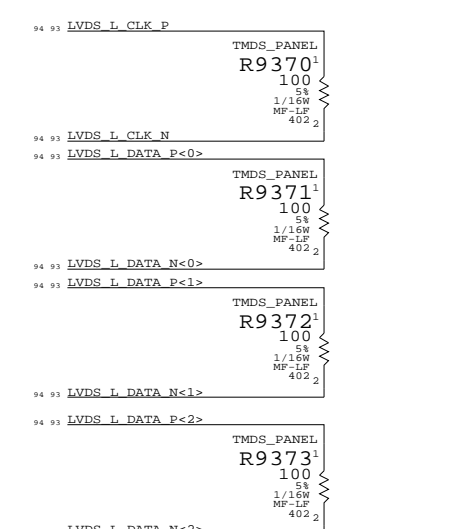 94 93 LVDS_L_CLK_P
TMDS_PANEL
R9370 1
100
5%
1/16W
MF-LF
402 2
94 93 LVDS_L_CLK_N
94 93 LVDS_L_DATA_P<0>
TMDS_PANEL
R9371 1
100
5%
1/16W
MF-LF
402 2
94 93 LVDS_L_DATA_N<0>
94 93 LVDS_L_DATA_P<1>
TMDS_PANEL
R9372 1
100
5%
1/16W
MF-LF
402 2
94 93 LVDS_L_DATA_N<1>
94 93 LVDS_L_DATA_P<2>
TMDS_PANEL
R9373 1
100
5%
1/16W
MF-LF
402 2
LVDS_L_DATA_N<2>